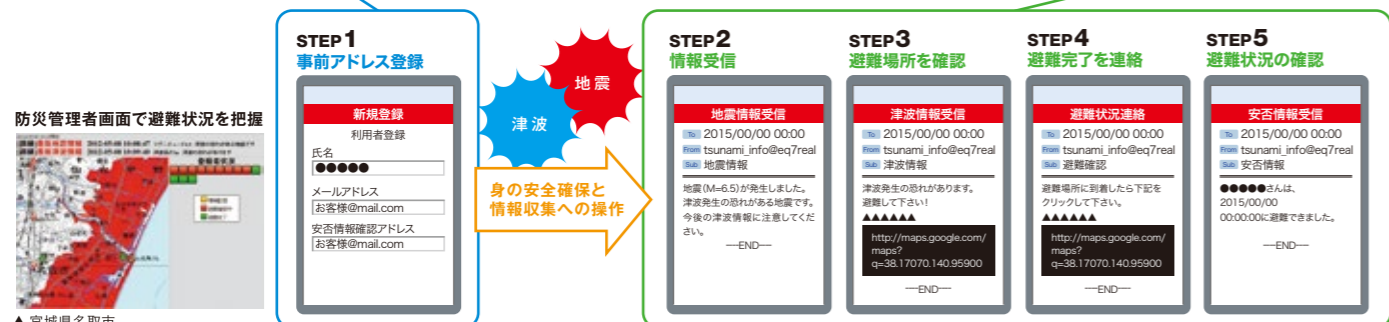 防災管理者画面で避難状況を把握
▲宮城県名取市
STEP1
事前アドレス登録
新規登録
利用者登録
氏名
●●●●●
メールアドレス
お客様@mail.com
安否情報確認アドレス
お客様@mail.com
地震
津波
身の安全確保と
情報収集への操作
STEP2
情報受信
地震情報受信
To 2015/00/00 00:00
From tsunami_info@eq7real
Sub 地震情報
地震(M=6.5)が発生しました。
津波発生の恐れがある地震です。
今後の津波情報に注意してくだ
さい。
──END──
STEP3
避難場所を確認
津波情報受信
To 2015/00/00 00:00
From tsunami_info@eq7real
Sub 津波情報
津波発生の恐れがあります。
避難して下さい!
▲▲▲▲▲▲
http://maps.google.com/
maps?
q=38.17070.140.95900
──END──
STEP4
避難完了を連絡
避難状況連絡
To 2015/00/00 00:00
From tsunami_info@eq7real
Sub 避難確認
避難場所に到着したら下記を
クリックして下さい。
▲▲▲▲▲▲
http://maps.google.com/
maps?
q=38.17070.140.95900
──END──
STEP5
避難状況の確認
安否情報受信
To 2015/00/00 00:00
From tsunami_info@eq7real
Sub 安否情報
●●●●●さんは、
2015/00/00
00:00:00に避難できました。
──END──